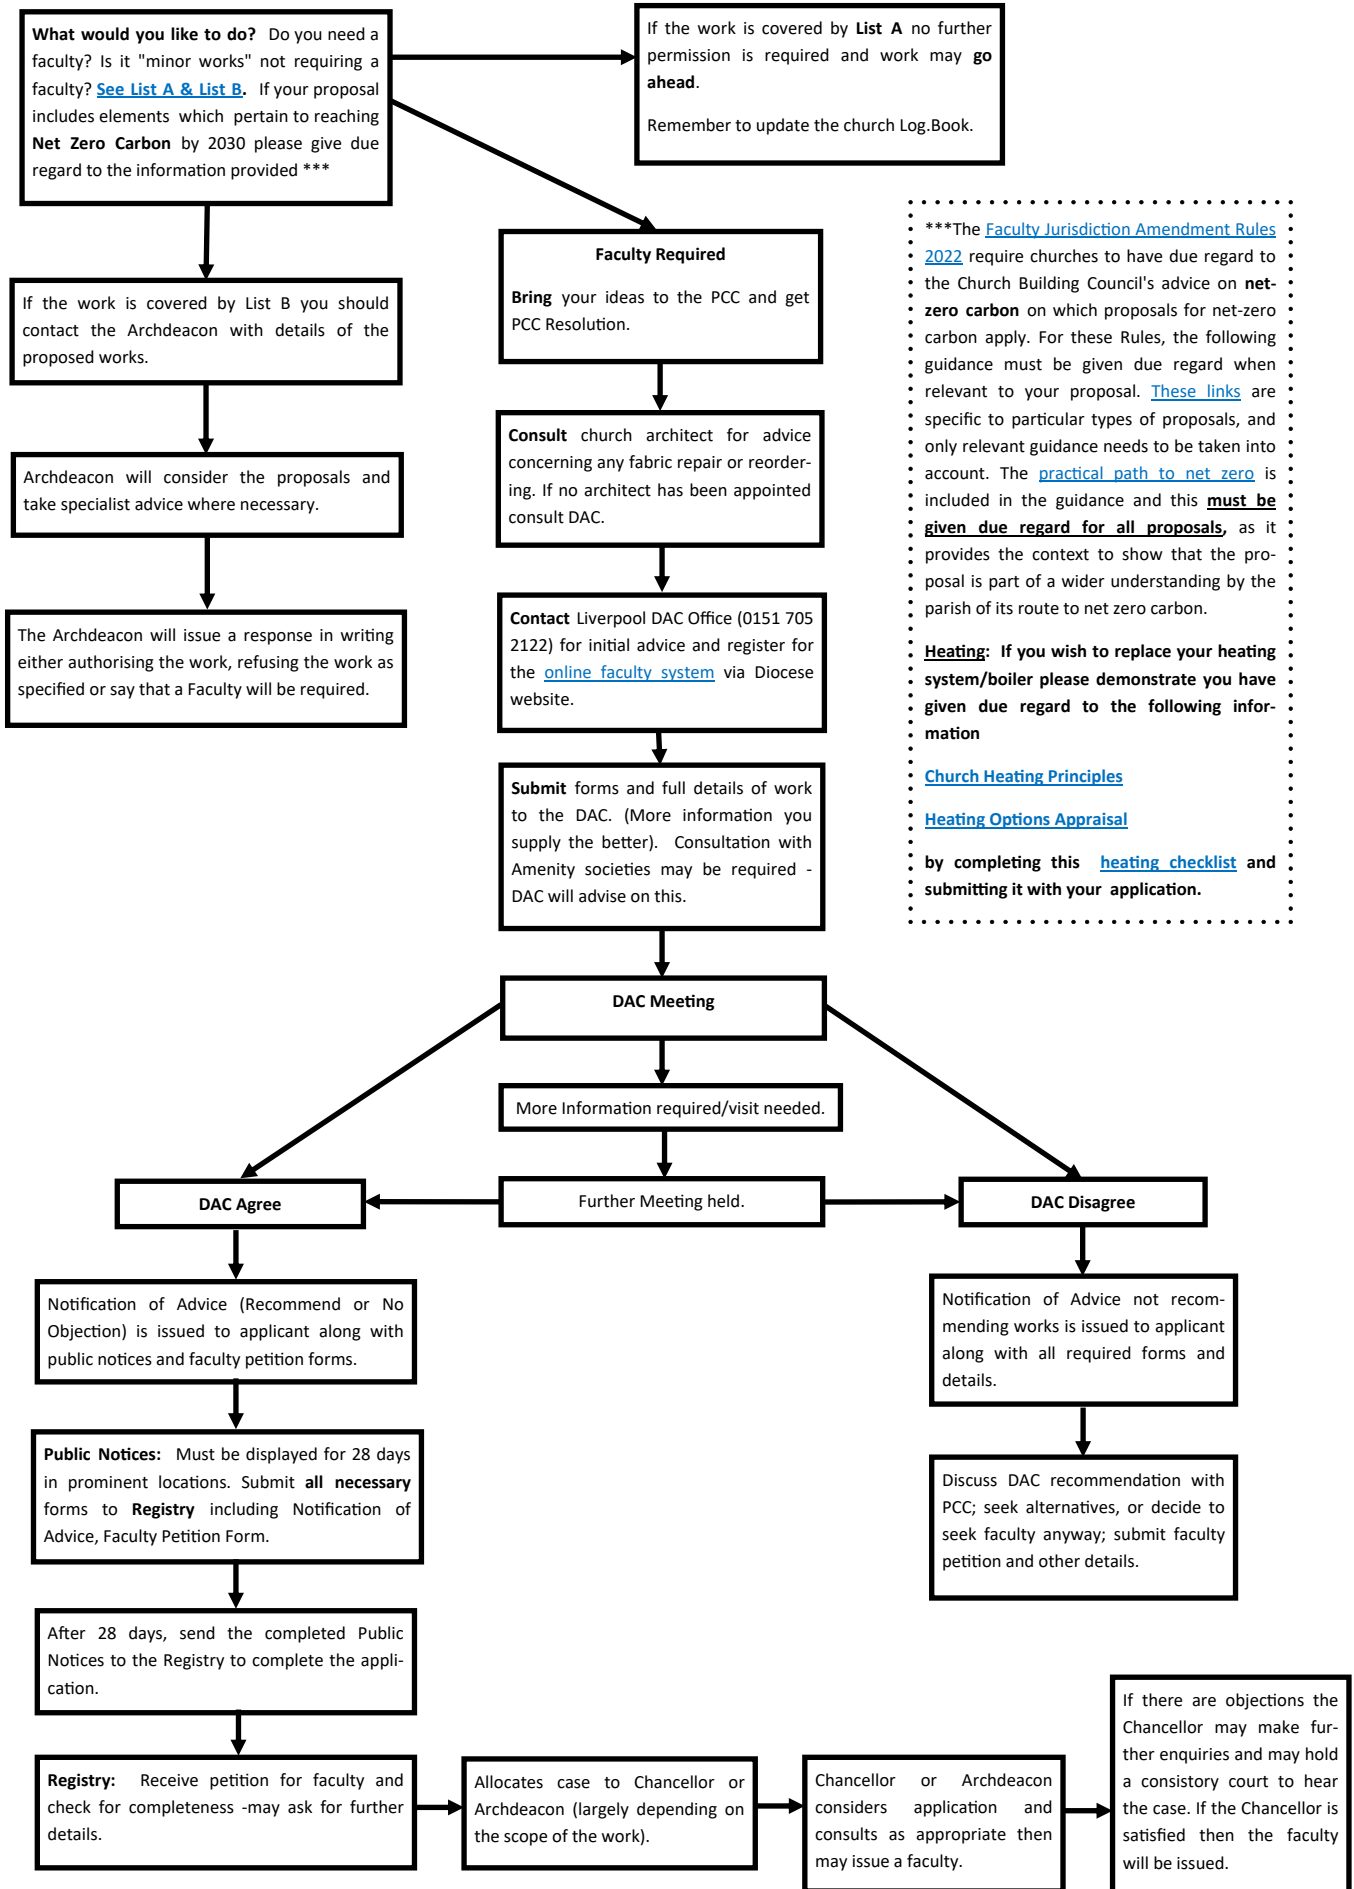 What would you like to do? Do you need a
faculty? Is it "minor works" not requiring a
faculty? See List A & List B. If your proposal
includes elements which pertain to reaching
Net Zero Carbon by 2030 please give due
regard to the information provided ***
If the work is covered by List A no further
permission is required and work may go
ahead.
Remember to update the church Log.Book.
If the work is covered by List B you should
contact the Archdeacon with details of the
proposed works.
Archdeacon will consider the proposals and
take specialist advice where necessary.
The Archdeacon will issue a response in writing
either authorising the work, refusing the work as
specified or say that a Faculty will be required.
Faculty Required
Bring your ideas to the PCC and get
PCC Resolution.
Consult church architect for advice
concerning any fabric repair or reorder-
ing. If no architect has been appointed
consult DAC.
Contact Liverpool DAC Office (0151 705
2122) for initial advice and register for
the online faculty system via Diocese
website.
Submit forms and full details of work
to the DAC. (More information you
supply the better). Consultation with
Amenity societies may be required -
DAC will advise on this.
***The Faculty Jurisdiction Amendment Rules
2022 require churches to have due regard to
the Church Building Council's advice on net-
zero carbon on which proposals for net-zero
carbon apply. For these Rules, the following
guidance must be given due regard when
relevant to your proposal. These links are
specific to particular types of proposals, and
only relevant guidance needs to be taken into
account. The practical path to net zero is
included in the guidance and this must be
given due regard for all proposals, as it
provides the context to show that the pro-
posal is part of a wider understanding by the
parish of its route to net zero carbon.
Heating: If you wish to replace your heating
system/boiler please demonstrate you have
given due regard to the following infor-
mation
Church Heating Principles
Heating Options Appraisal
by completing this heating checklist and
submitting it with your application.
DAC Meeting
More Information required/visit needed.
Further Meeting held.
DAC Agree
DAC Disagree
Notification of Advice (Recommend or No
Objection) is issued to applicant along with
public notices and faculty petition forms.
Public Notices: Must be displayed for 28 days
in prominent locations. Submit all necessary
forms to Registry including Notification of
Advice, Faculty Petition Form.
After 28 days, send the completed Public
Notices to the Registry to complete the appli-
cation.
Notification of Advice not recom-
mending works is issued to applicant
along with all required forms and
details.
Discuss DAC recommendation with
PCC; seek alternatives, or decide to
seek faculty anyway; submit faculty
petition and other details.
Registry: Receive petition for faculty and
check for completeness -may ask for further
details.
Allocates case to Chancellor or
Archdeacon (largely depending on
the scope of the work).
Chancellor or Archdeacon
considers application and
consults as appropriate then
may issue a faculty.
If there are objections the
Chancellor may make fur-
ther enquiries and may hold
a consistory court to hear
the case. If the Chancellor is
satisfied then the faculty
will be issued.